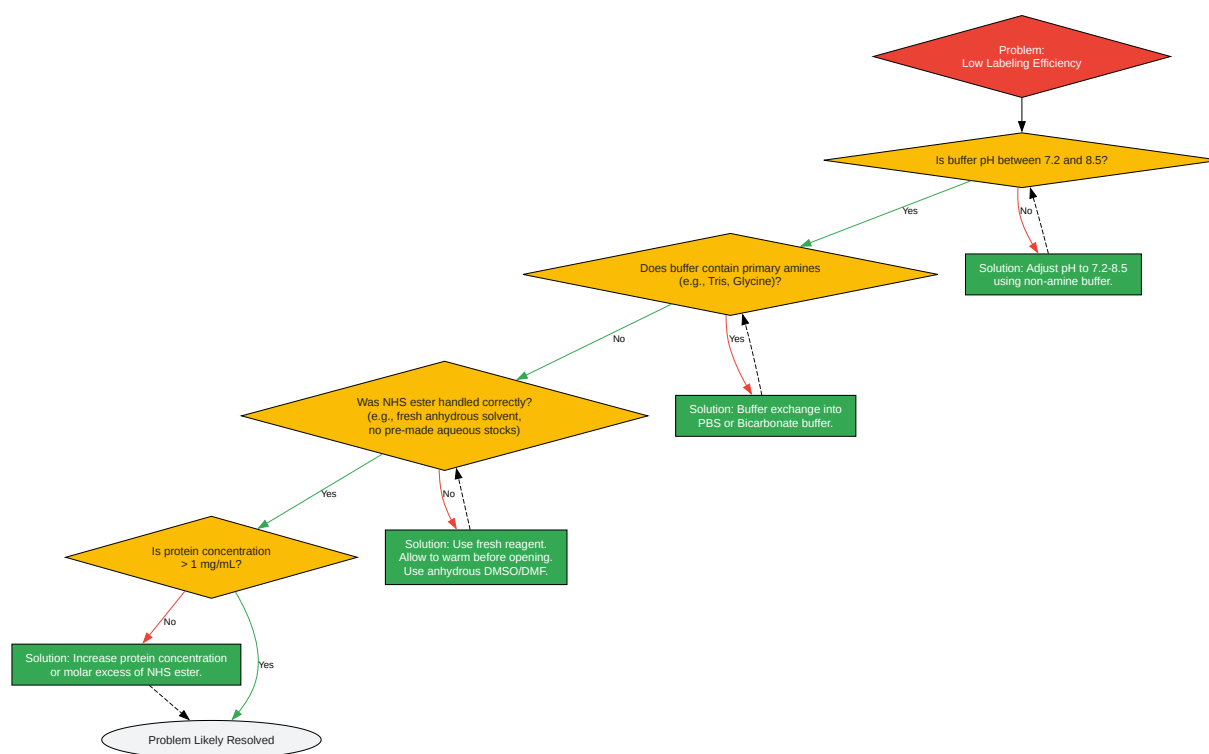 Problem:
Low Labeling Efficiency
Is buffer pH between 7.2 and 8.5?
Yes
No
Does buffer contain primary amines
(e.g., Tris, Glycine)?
Solution: Adjust pH to 7.2-8.5
using non-amine buffer.
No
Yes
Was NHS ester handled correctly?
(e.g., fresh anhydrous solvent,
no pre-made aqueous stocks)
Solution: Buffer exchange into
PBS or Bicarbonate buffer.
Yes
No
Is protein concentration
> 1 mg/mL?
Solution: Use fresh reagent.
Allow to warm before opening.
Use anhydrous DMSO/DMF.
No
Yes
Solution: Increase protein concentration
or molar excess of NHS ester.
Problem Likely Resolved